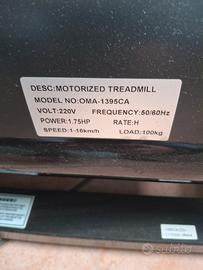 DESC:MOTORIZED TREADMILL
MODEL NO:OMA-1395CA
VOLT:220V FREQUENCY:50/60Hz
POWER:1.75HP RATE:H
SPEED:1-16km/h LOAD:100kg
subito